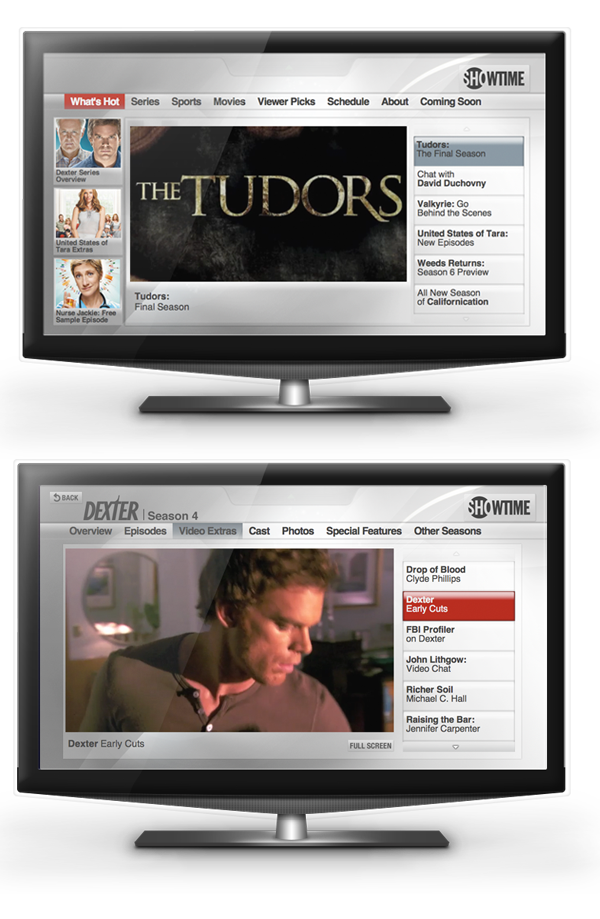 SHOWTIME
What's Hot Series Sports Movies Viewer Picks Schedule About Coming Soon
Dexter Series
Overview
United States of
Tara Extras
Nurse Jackie: Free
Sample Episode
THE TUDORS
Tudors:
Final Season
Tudors:
The Final Season
Chat with
David Duchovny
Valkyrie: Go
Behind the Scenes
United States of Tara:
New Episodes
Weeds Returns:
Season 6 Preview
All New Season
of Californication
BACK
DEXTER | Season 4
SHOWTIME
Overview Episodes Video Extras Cast Photos Special Features Other Seasons
Dexter Early Cuts
FULL SCREEN
Drop of Blood
Clyde Phillips
Dexter
Early Cuts
FBI Profiler
on Dexter
John Lithgow:
Video Chat
Richer Soil
Michael C. Hall
Raising the Bar:
Jennifer Carpenter